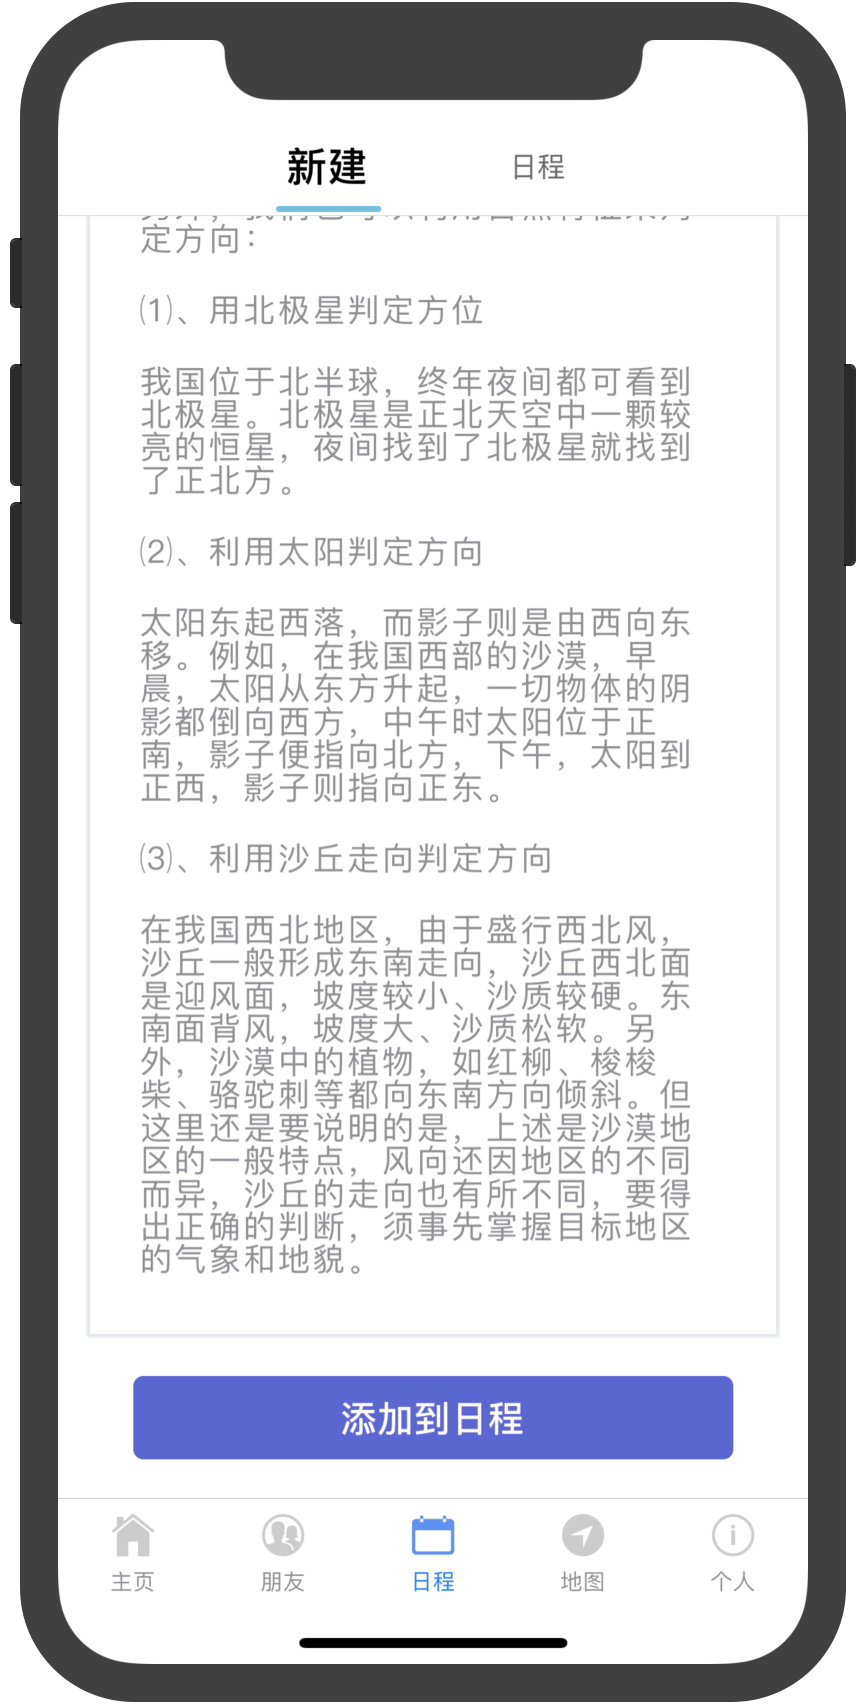 新建
日程
定方向：
(1)、用北极星判定方位
我国位于北半球，终年夜间都可看到
北极星。北极星是正北天空中一颗较
亮的恒星，夜间找到了北极星就找到
了正北方。
(2)、利用太阳判定方向
太阳东起西落，而影子则是由西向东
移。例如，在我国西部的沙漠，早
晨，太阳从东方升起，一切物体的阴
影都倒向西方，中午时太阳位于正
南，影子便指向北方，下午，太阳到
正西，影子则指向正东。
(3)、利用沙丘走向判定方向
在我国西北地区，由于盛行西北风，
沙丘一般形成东南走向，沙丘西北面
是迎风面，坡度较小、沙质较硬。东
南面背风，坡度大、沙质松软。另
外，沙漠中的植物，如红柳、梭梭
柴、骆驼刺等都向东南方向倾斜。但
这里还是要说明的是，上述是沙漠地
区的一般特点，风向还因地区的不同
而异，沙丘的走向也有所不同，要得
出正确的判断，须事先掌握目标地区
的气象和地貌。
添加到日程
主页
朋友
日程
地图
个人